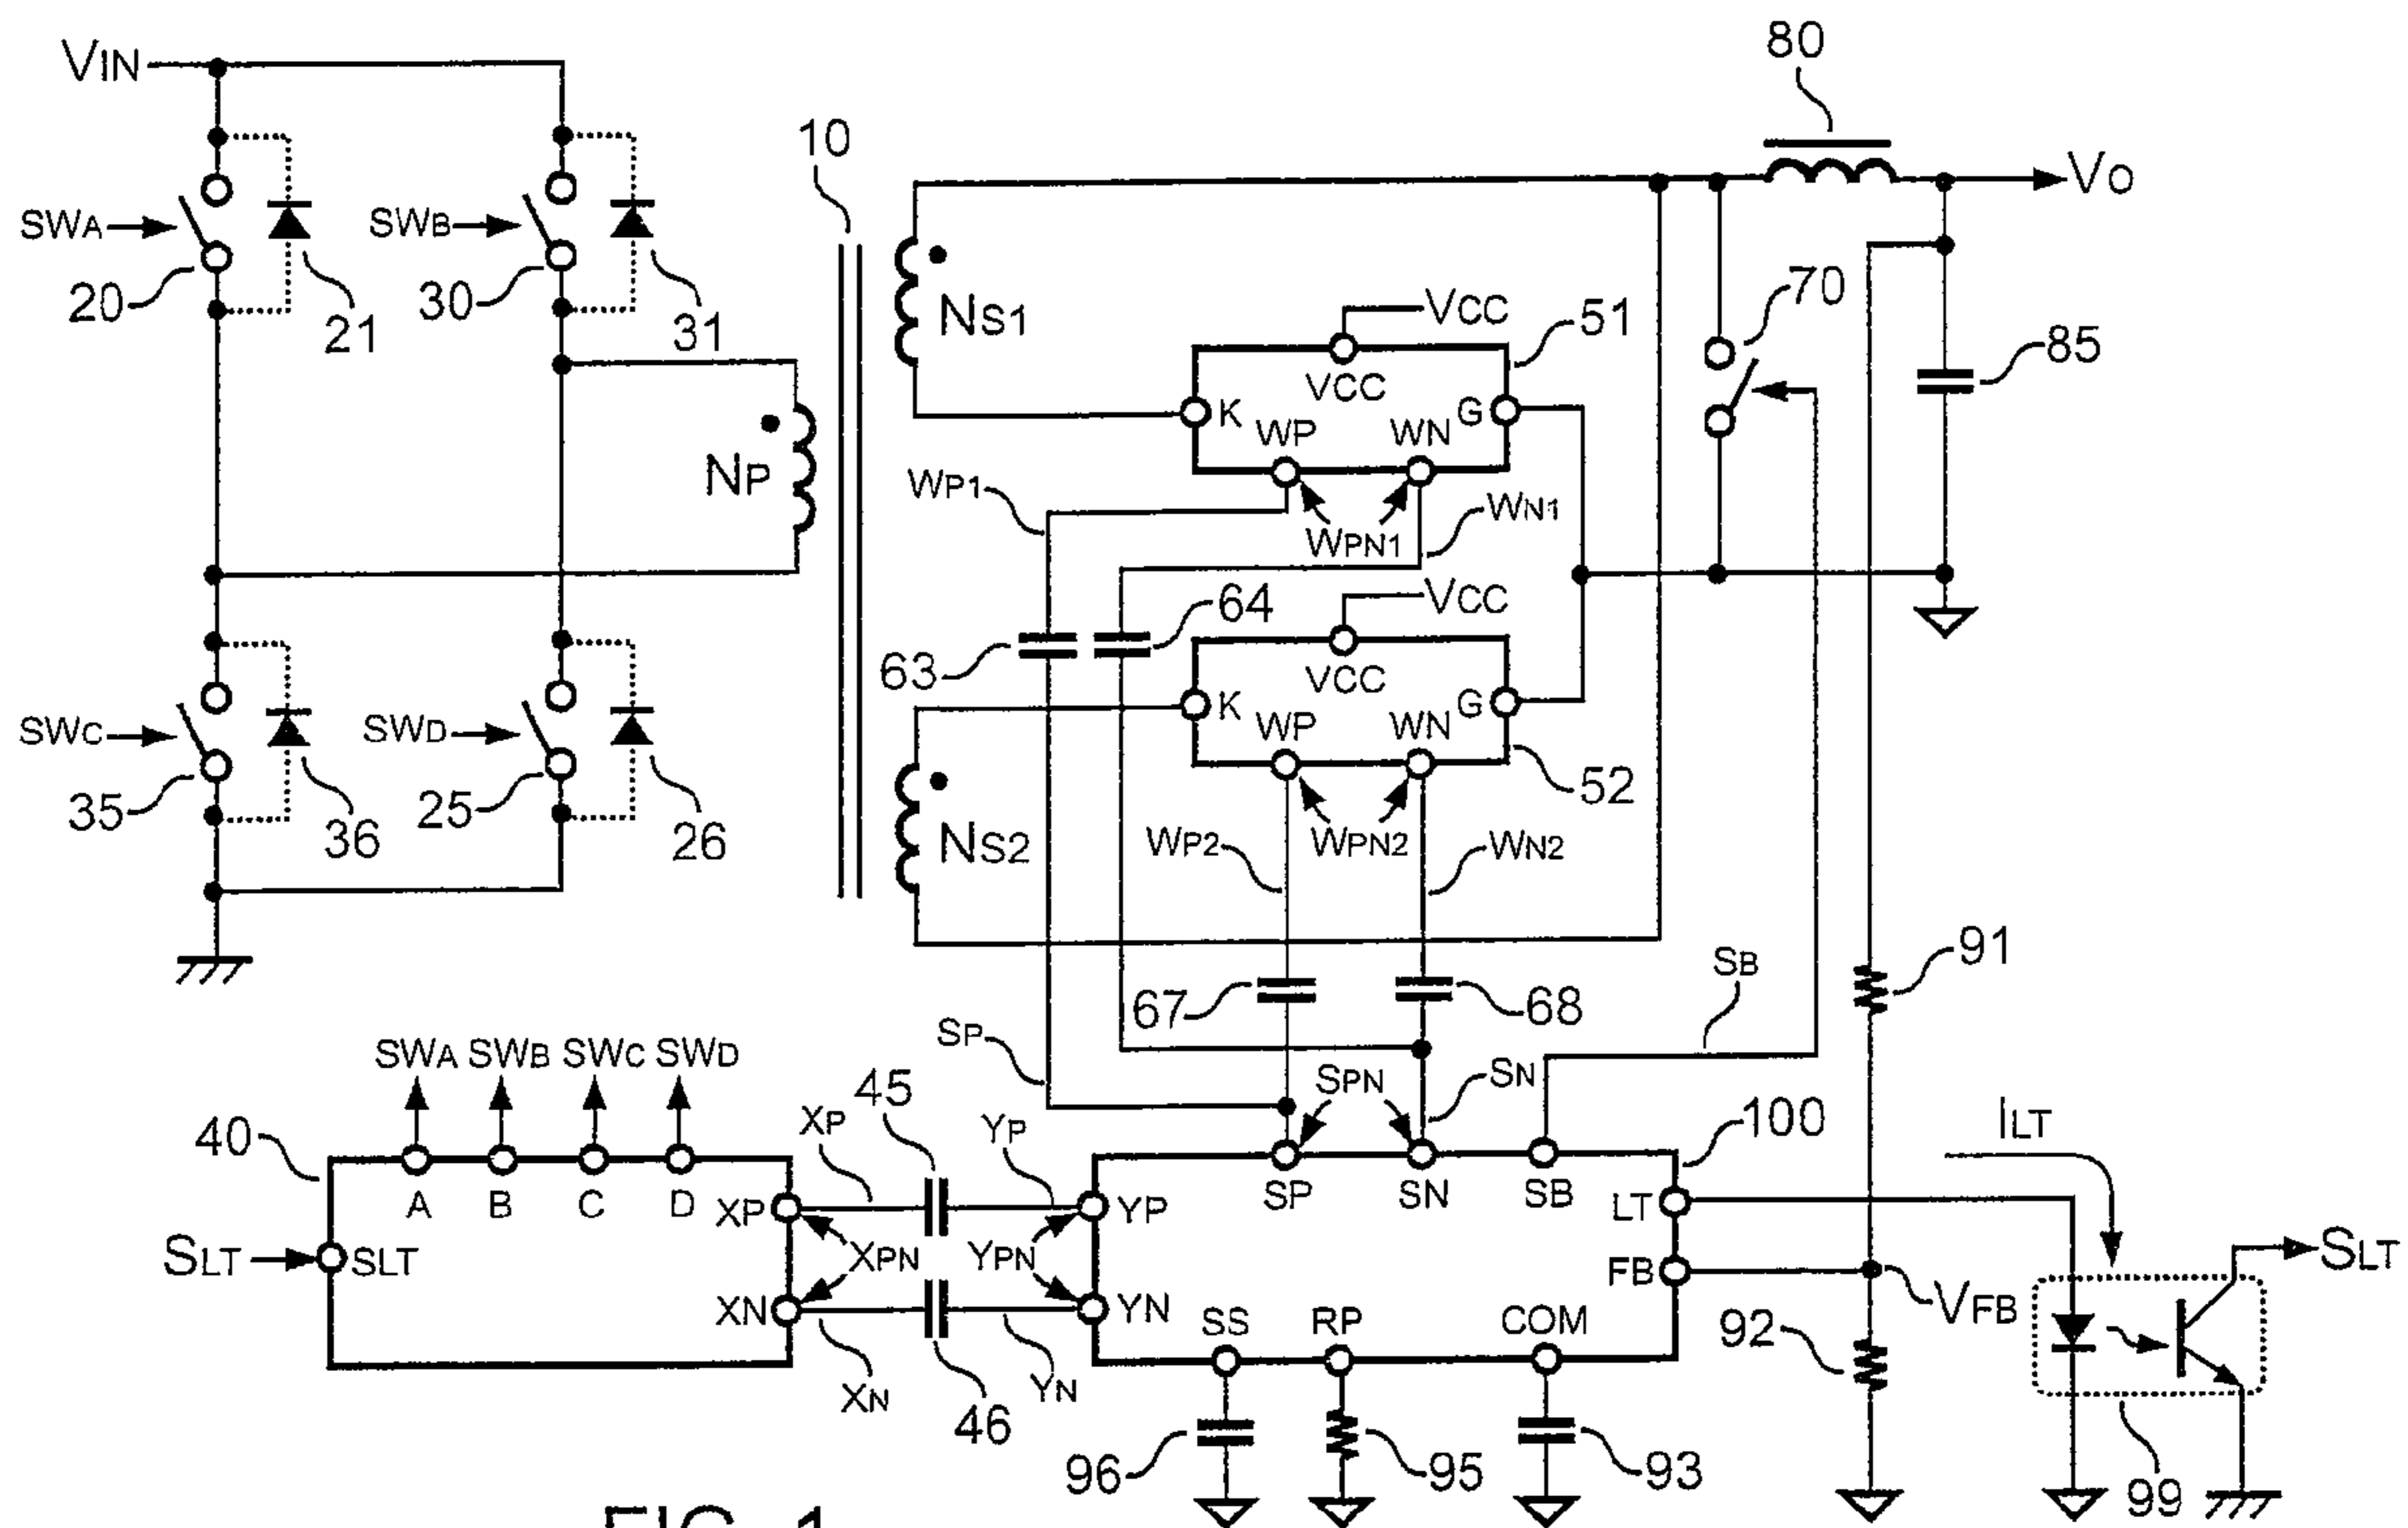 VIN
80
10
VO
SWA
SWB
20
21
30
31
NS1
VCC
51
70
85
VCC
K
G
WP
WN
NP
WP1
WPN1
WN1
64
VCC
63
VCC
K
G
WP
WN
SWC
SWD
35
36
25
26
52
NS2
WP2
WPN2
WN2
91
SB
67
68
SP
SWA SWB SWC SWD
45
SPN
SN
40
XP
YP
100
ILT
A B C D
XP
YP
SP
SN
SB
LT
SLT
SLT
XPN
YPN
FB
SLT
XN
YN
SS
RP
COM
92
VFB
XN
46
YN
96
95
93
99
FIG. 1